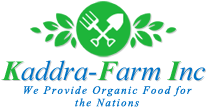 Kaddra-Farm Inc
We Provide Organic Food for
the Nations